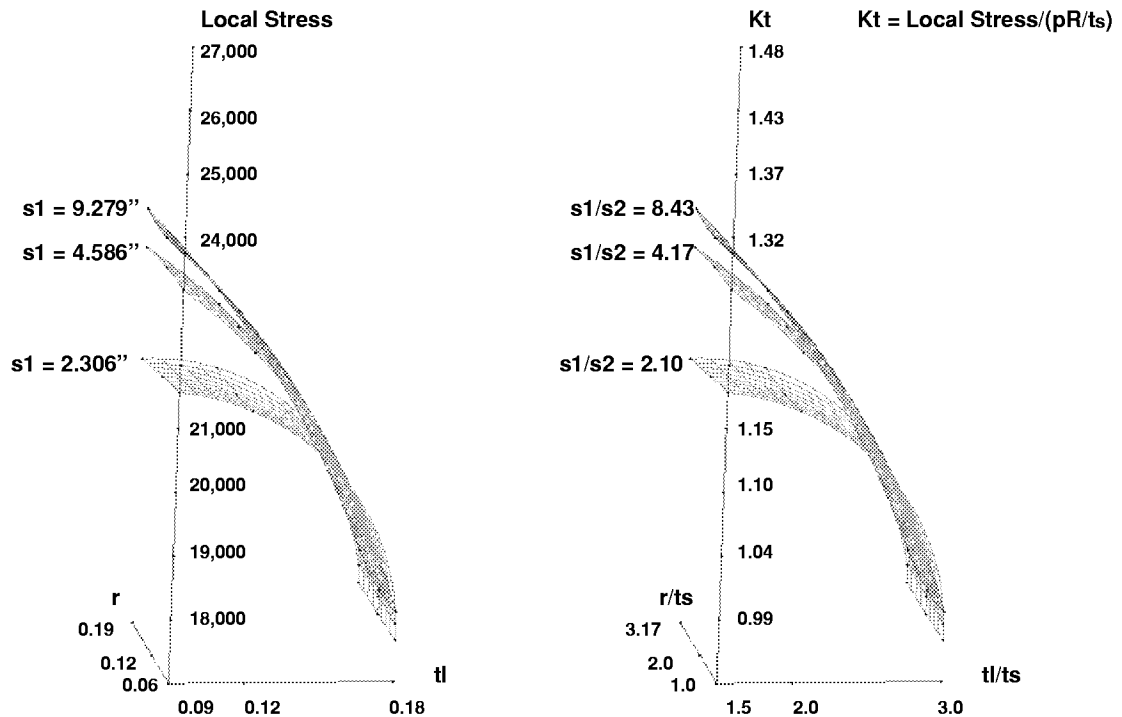 Local Stress
27,000
26,000
25,000
s1 = 9.279”
24,000
s1 = 4.586”
s1 = 2.306”
21,000
20,000
19,000
r
18,000
0.19
0.12
0.06
tl
0.09 0.12 0.18
Kt
Kt = Local Stress/(pR/ts)
1.48
1.43
1.37
s1/s2 = 8.43
1.32
s1/s2 = 4.17
s1/s2 = 2.10
1.15
1.10
1.04
r/ts
0.99
3.17
2.0
1.0
tl/ts
1.5 2.0 3.0